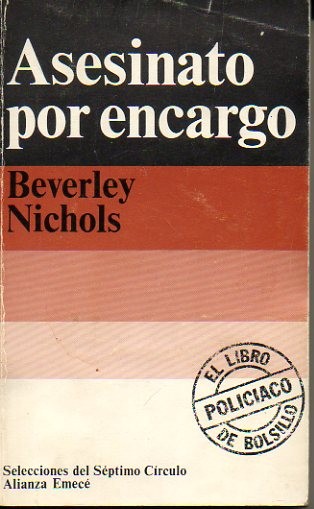 Asesinato
por encargo
Beverley
Nichols
EL LIBRO
POLICIACO
DE BOLSILLO
Selecciones del Séptimo Círculo
Alianza Emecé